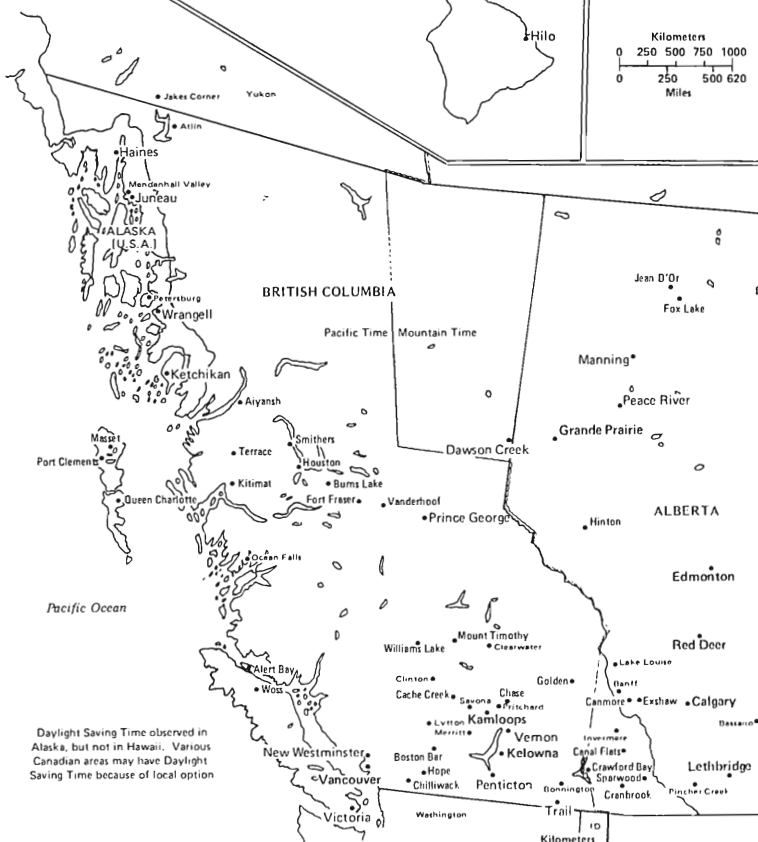 Hilo
Kilometers
0 250 500 750 1000
0 250 500 620
Miles
Jakes Corner
Yukon
Atlin
Haines
Mendenhall Valley
Juneau
ALASKA
[U.S.A.]
Jean D'Or
BRITISH COLUMBIA
Petersburg
Fox Lake
Wrangell
Pacific Time
Mountain Time
Manning
Ketchikan
Aiyansh
Peace River
Grande Prairie
Masset
Smithers
Dawson Creek
Terrace
Port Clements
Houston
Kitimat
Burns Lake
Queen Charlotte
Fort Fraser
Vanderhoof
Prince George
ALBERTA
Hinton
Ocean Falls
Edmonton
Pacific Ocean
Mount Timothy
Williams Lake
Clearwater
Red Deer
Lake Louise
Alert Bay
Clinton
Golden
Banff
Woss
Cache Creek
Chase
Savona
Pritchard
Canmore
Exshaw
Calgary
Kamloops
Lytton
Bassano
Merritt
Vernon
Invermere
Daylight Saving Time observed in
Alaska, but not in Hawaii. Various
Canadian areas may have Daylight
Saving Time because of local option
New Westminster
Boston Bar
Kelowna
Canal Flats
Hope
Crawford Bay
Lethbridge
Vancouver
Chilliwack
Penticton
Sparwood
Bonnington
Cranbrook
Pincher Creek
Victoria
Washington
Trail
ID
Kilometers